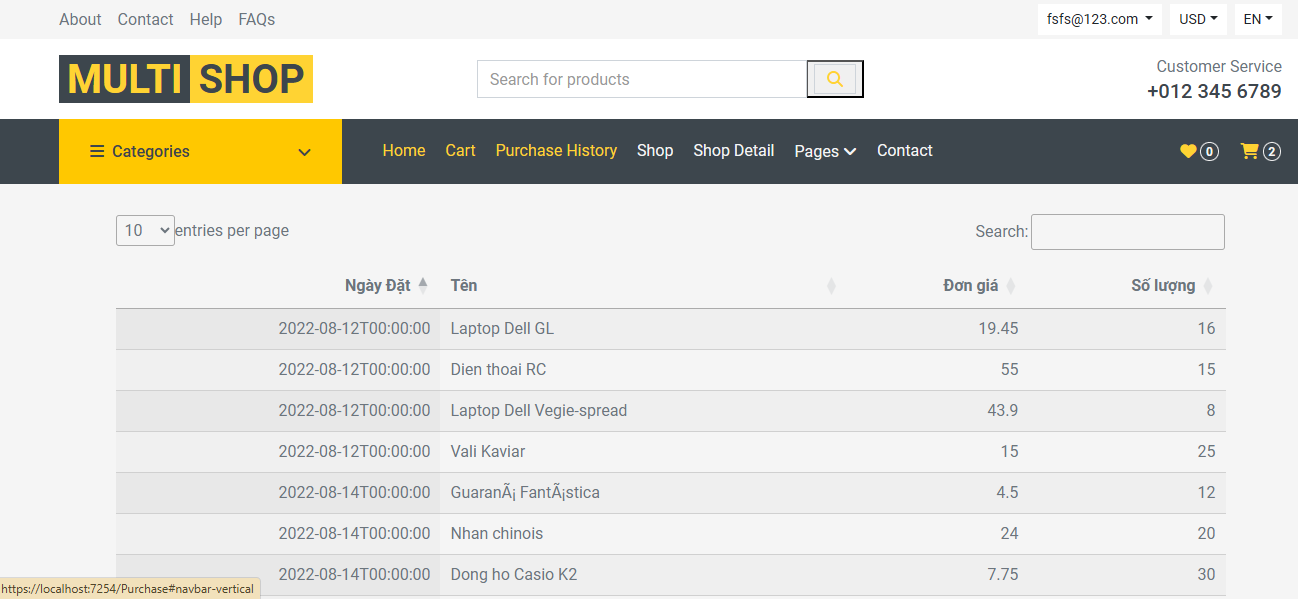 About Contact Help FAQs fsfs@123.com USD EN
MULTI SHOP
Search for products
Customer Service
+012 345 6789
Categories Home Cart Purchase History Shop Shop Detail Pages Contact 0 2
10 entries per page Search:
Ngày Đặt Tên Đơn giá Số lượng
2022-08-12T00:00:00 Laptop Dell GL 19.45 16
2022-08-12T00:00:00 Dien thoai RC 55 15
2022-08-12T00:00:00 Laptop Dell Vegie-spread 43.9 8
2022-08-12T00:00:00 Vali Kaviar 15 25
2022-08-14T00:00:00 GuaranÃ¡ FantÃ¡stica 4.5 12
2022-08-14T00:00:00 Nhan chinois 24 20
2022-08-14T00:00:00 Dong ho Casio K2 7.75 30
https://localhost:7254/Purchase#navbar-vertical